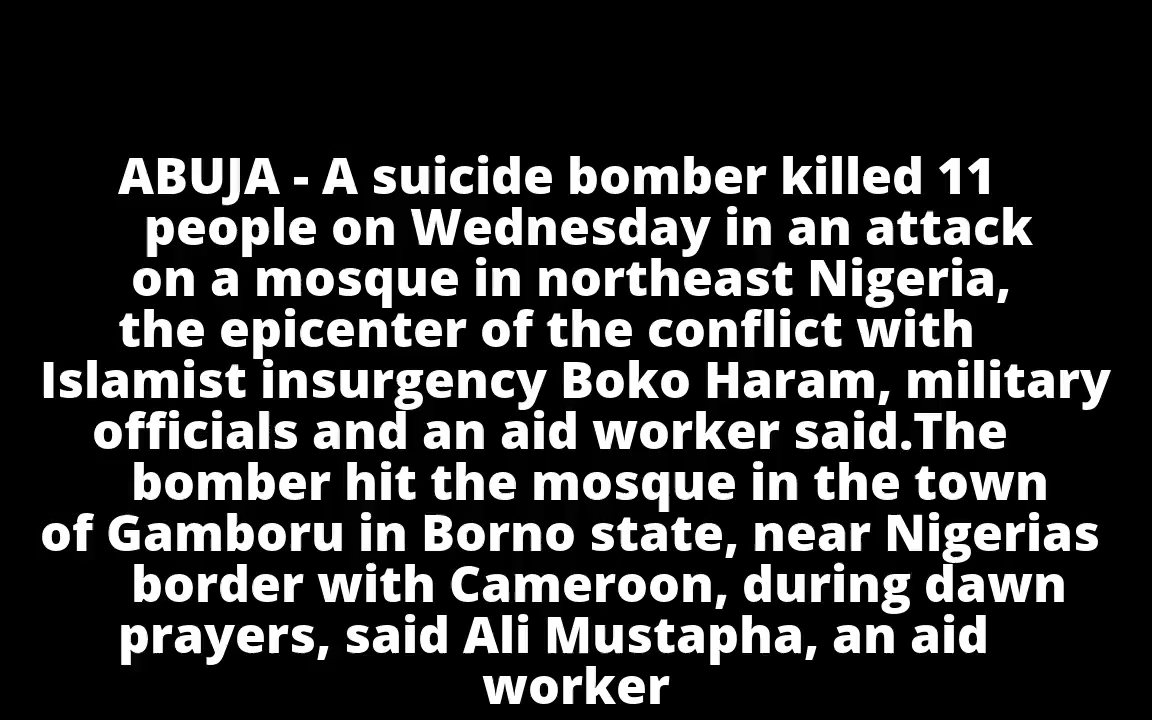 ABUJA - A suicide bomber killed 11
people on Wednesday in an attack
on a mosque in northeast Nigeria,
the epicenter of the conflict with
Islamist insurgency Boko Haram, military
officials and an aid worker said.The
bomber hit the mosque in the town
of Gamboru in Borno state, near Nigerias
border with Cameroon, during dawn
prayers, said Ali Mustapha, an aid
worker